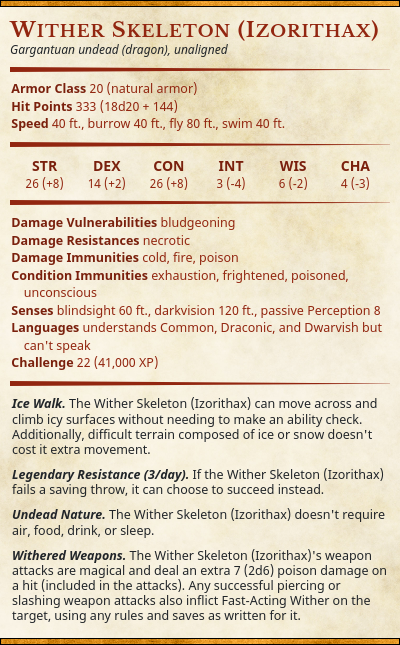 WITHER SKELETON (IZORITHAX)
Gargantuan undead (dragon), unaligned
Armor Class 20 (natural armor)
Hit Points 333 (18d20 + 144)
Speed 40 ft., burrow 40 ft., fly 80 ft., swim 40 ft.
STR DEX CON INT WIS CHA
26 (+8) 14 (+2) 26 (+8) 3 (-4) 6 (-2) 4 (-3)
Damage Vulnerabilities bludgeoning
Damage Resistances necrotic
Damage Immunities cold, fire, poison
Condition Immunities exhaustion, frightened, poisoned,
unconscious
Senses blindsight 60 ft., darkvision 120 ft., passive Perception 8
Languages understands Common, Draconic, and Dwarvish but
can't speak
Challenge 22 (41,000 XP)
Ice Walk. The Wither Skeleton (Izorithax) can move across and
climb icy surfaces without needing to make an ability check.
Additionally, difficult terrain composed of ice or snow doesn't
cost it extra movement.
Legendary Resistance (3/day). If the Wither Skeleton (Izorithax)
fails a saving throw, it can choose to succeed instead.
Undead Nature. The Wither Skeleton (Izorithax) doesn't require
air, food, drink, or sleep.
Withered Weapons. The Wither Skeleton (Izorithax)'s weapon
attacks are magical and deal an extra 7 (2d6) poison damage on
a hit (included in the attacks). Any successful piercing or
slashing weapon attacks also inflict Fast-Acting Wither on the
target, using any rules and saves as written for it.